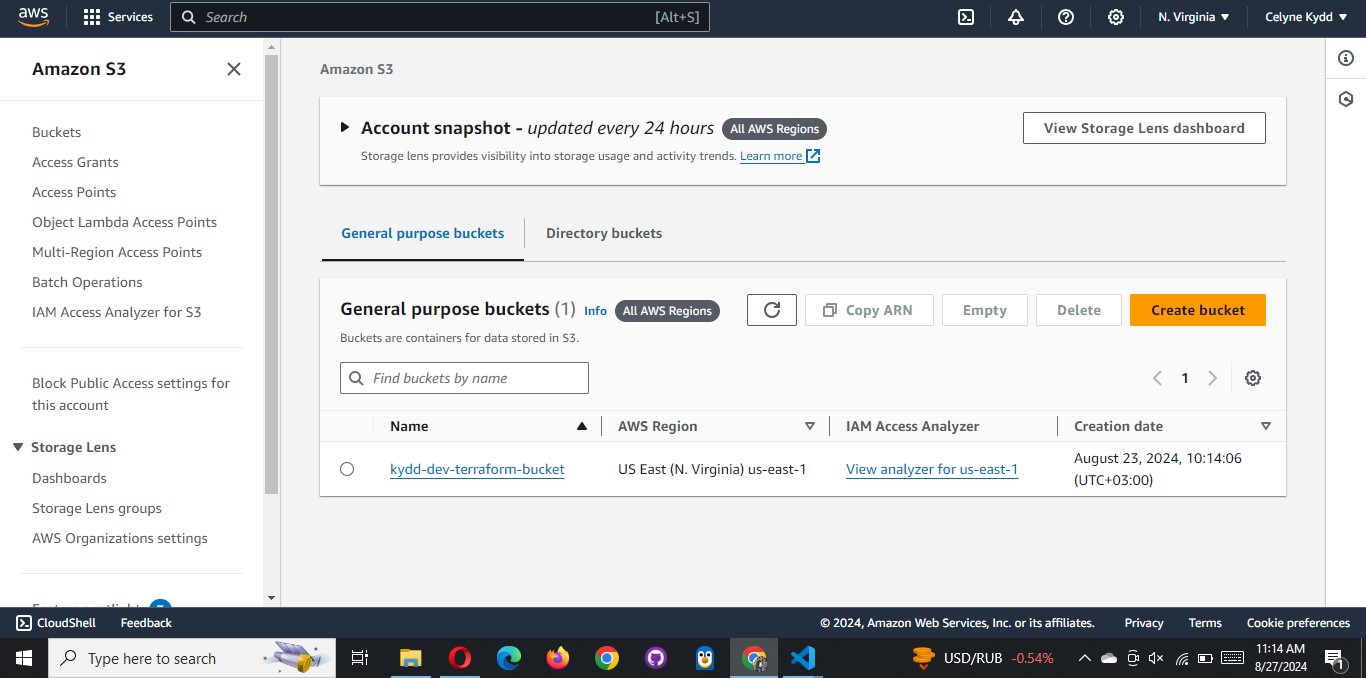 aws
Services
Search
[Alt+S]
N. Virginia
Celyne Kydd
Amazon S3
Buckets
Access Grants
Access Points
Object Lambda Access Points
Multi-Region Access Points
Batch Operations
IAM Access Analyzer for S3
Block Public Access settings for
this account
Storage Lens
Dashboards
Storage Lens groups
AWS Organizations settings
Amazon S3
Account snapshot - updated every 24 hours
All AWS Regions
View Storage Lens dashboard
Storage lens provides visibility into storage usage and activity trends. Learn more
General purpose buckets
Directory buckets
General purpose buckets (1)
Info
All AWS Regions
Copy ARN
Empty
Delete
Create bucket
Buckets are containers for data stored in S3.
Find buckets by name
1
Name
AWS Region
IAM Access Analyzer
Creation date
kydd-dev-terraform-bucket
US East (N. Virginia) us-east-1
View analyzer for us-east-1
August 23, 2024, 10:14:06
(UTC+03:00)
CloudShell
Feedback
© 2024, Amazon Web Services, Inc. or its affiliates.
Privacy
Terms
Cookie preferences
Type here to search
USD/RUB
-0.54%
11:14 AM
8/27/2024
1